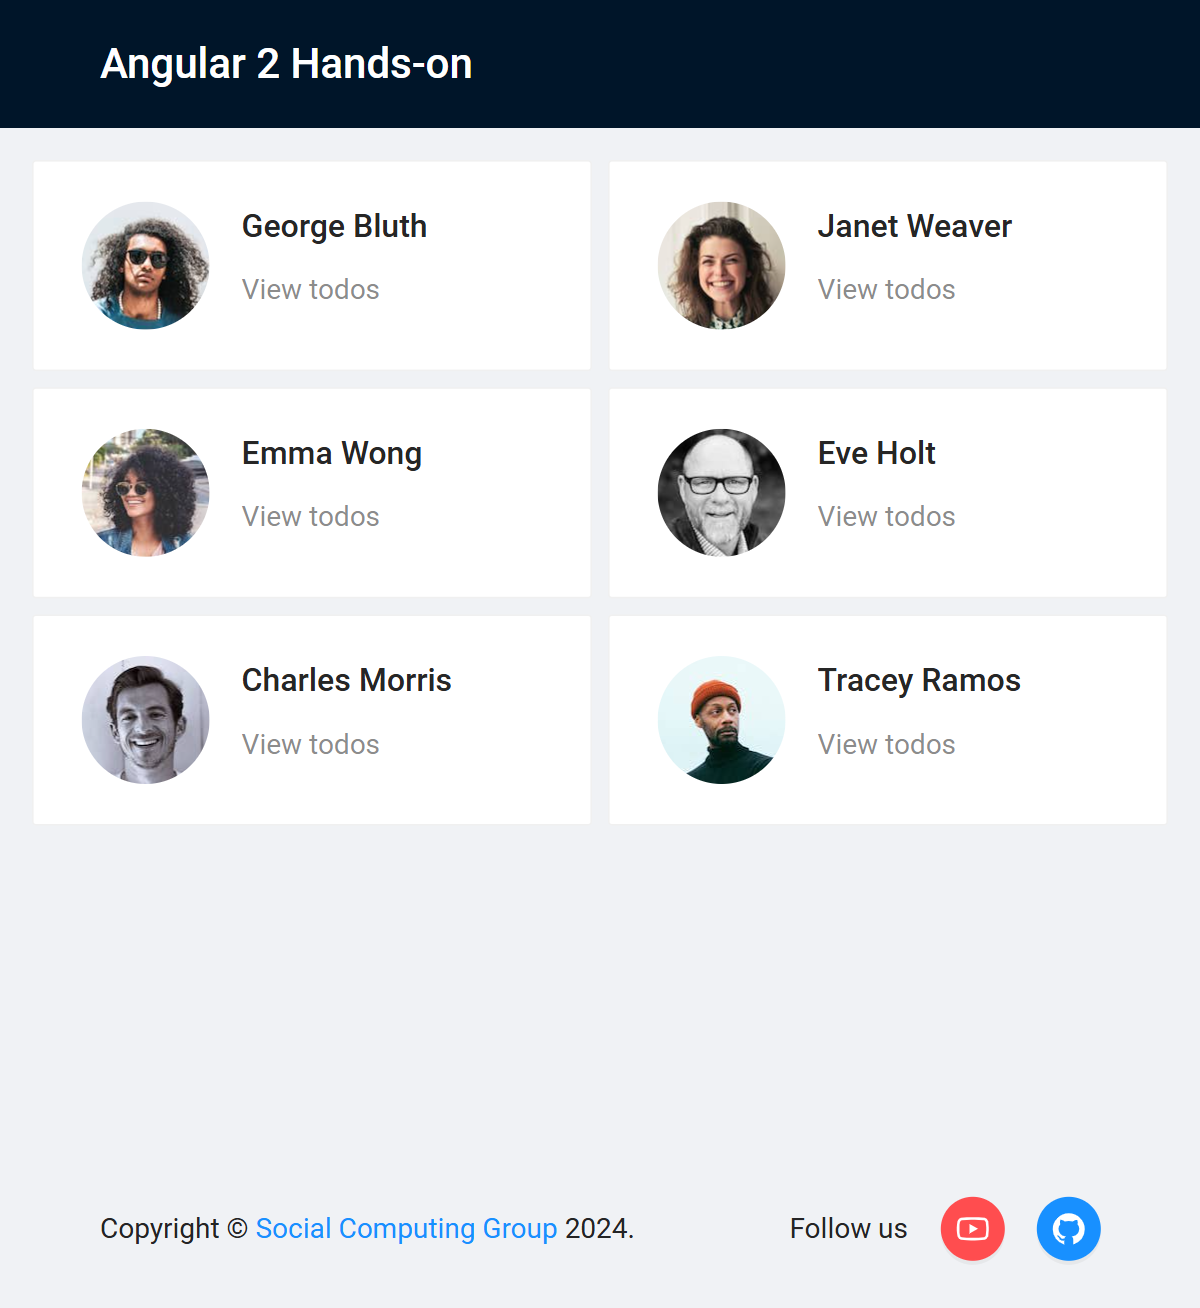 Angular 2 Hands-on
George Bluth
View todos
Janet Weaver
View todos
Emma Wong
View todos
Eve Holt
View todos
Charles Morris
View todos
Tracey Ramos
View todos
Copyright © Social Computing Group 2024.
Follow us